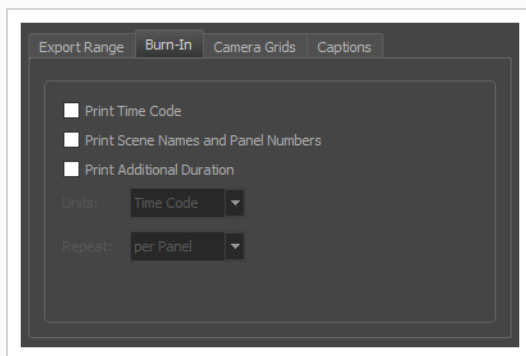 Export Range Burn-In Camera Grids Captions
Print Time Code
Print Scene Names and Panel Numbers
Print Additional Duration
Units: Time Code
Repeat: per Panel